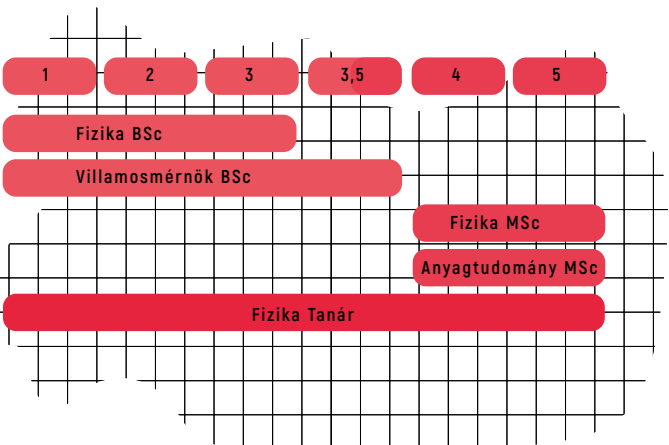 1 2 3 3,5 4 5
Fizika BSc
Villamosmérnök BSc
Fizika MSc
Anyagtudomány MSc
Fizika Tanár